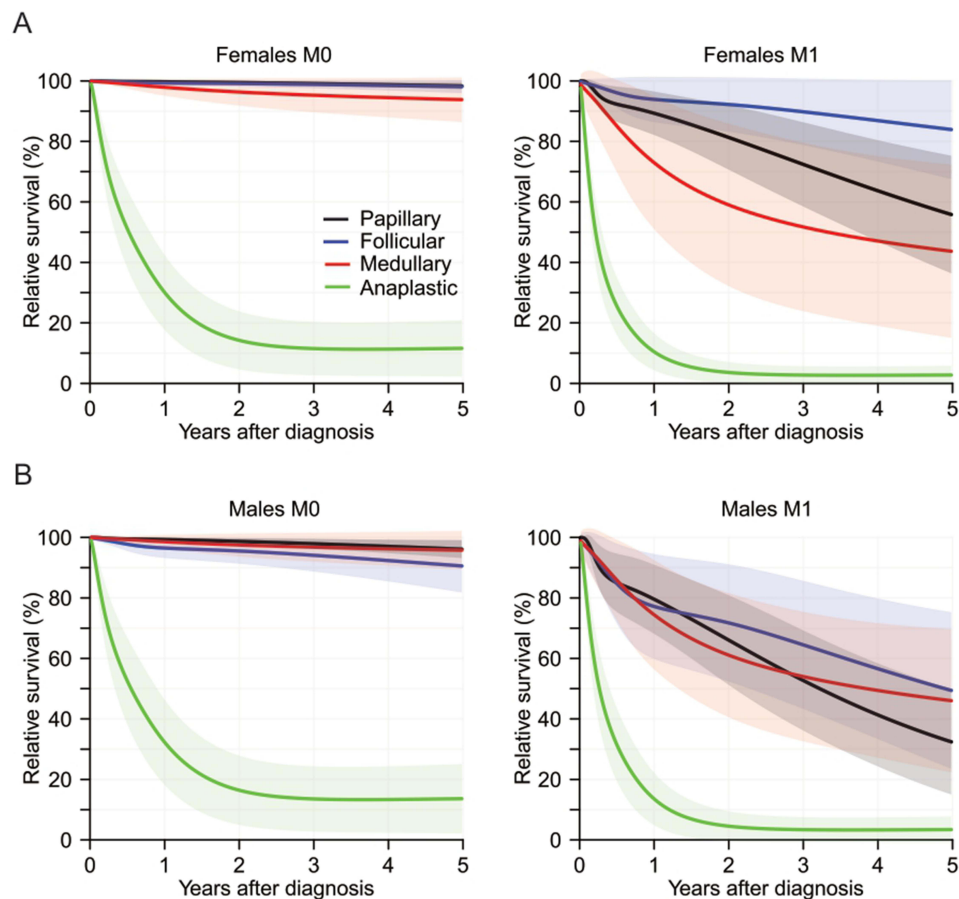 A
Females M0
Females M1
Relative survival (%)
100
80
60
40
20
0
Papillary
Follicular
Medullary
Anaplastic
0 1 2 3 4 5
Years after diagnosis
Relative survival (%)
100
80
60
40
20
0
0 1 2 3 4 5
Years after diagnosis
B
Males M0
Males M1
Relative survival (%)
100
80
60
40
20
0
0 1 2 3 4 5
Years after diagnosis
Relative survival (%)
100
80
60
40
20
0
0 1 2 3 4 5
Years after diagnosis